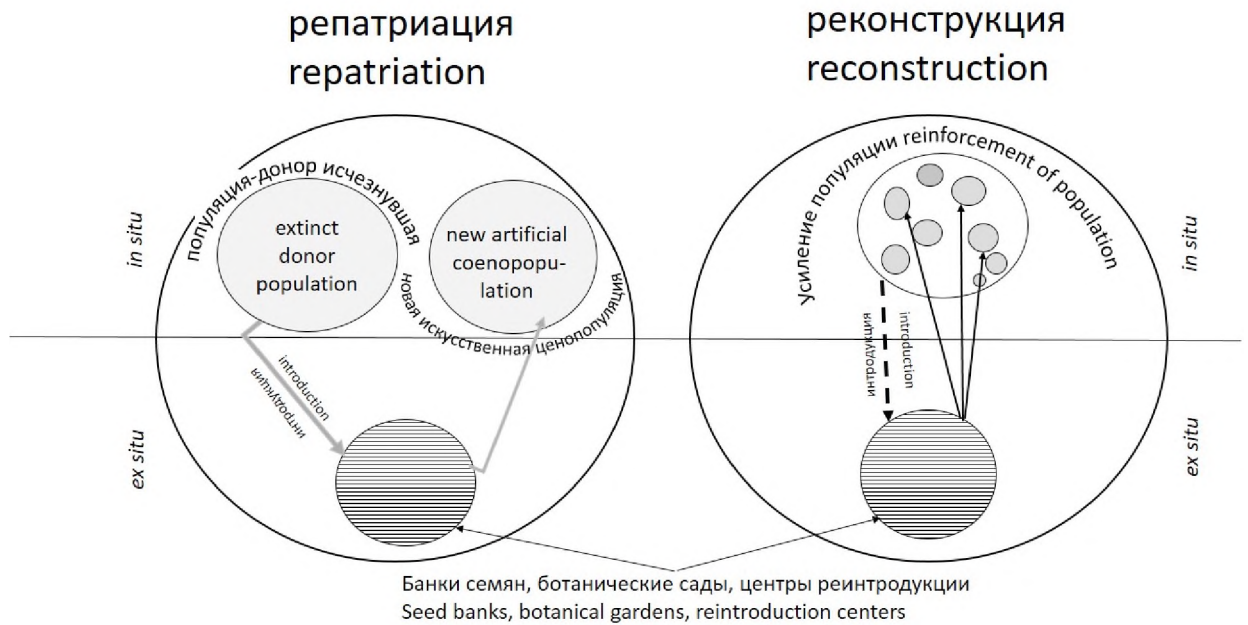 репатриация
repatriation
реконструкция
reconstruction
популяция-донор исчезнувшая
extinct
donor
population
new artificial
coenopopu-
lation
новая искусственная ценопопуляция
introduction
интродукция
in situ
ex situ
Усиление популяции reinforcement of population
introduction
интродукция
in situ
ex situ
Банки семян, ботанические сады, центры реинтродукции
Seed banks, botanical gardens, reintroduction centers